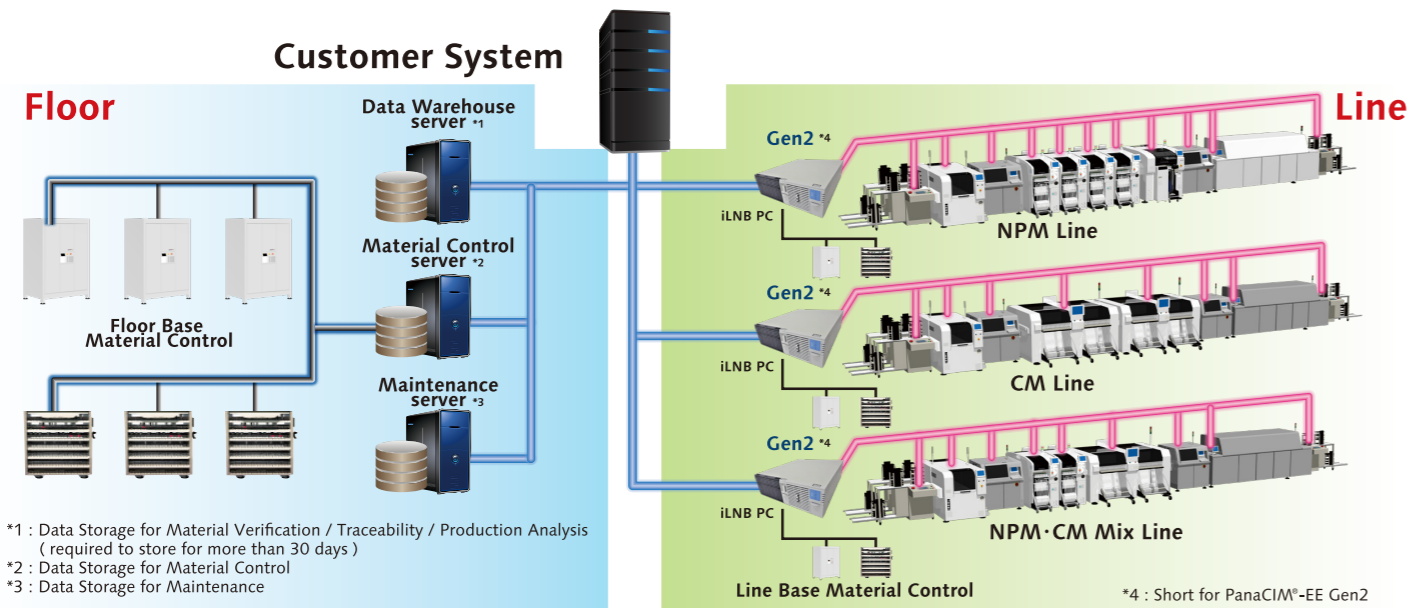 Customer System
Floor
Line
Data Warehouse
server *1
Material Control
server *2
Maintenance
server *3
Floor Base
Material Control
Gen2 *4
iLNB PC
NPM Line
Gen2 *4
iLNB PC
CM Line
Gen2 *4
iLNB PC
NPM·CM Mix Line
Line Base Material Control
*1 : Data Storage for Material Verification / Traceability / Production Analysis
( required to store for more than 30 days )
*2 : Data Storage for Material Control
*3 : Data Storage for Maintenance
*4 : Short for PanaCIM®-EE Gen2